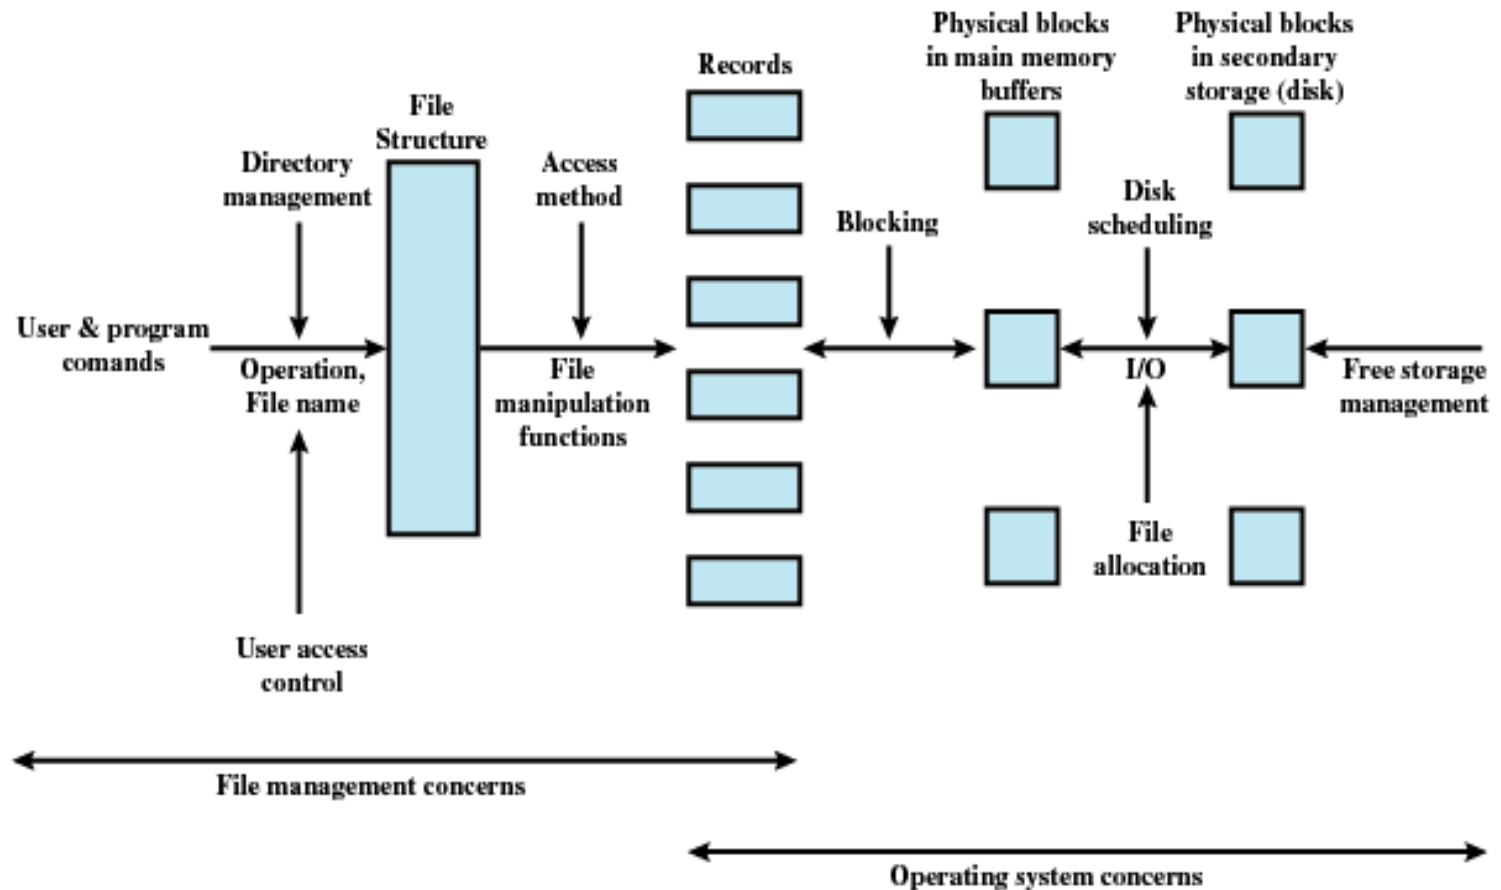 Physical blocks
in main memory
buffers
Physical blocks
in secondary
storage (disk)
Records
File
Structure
Directory
management
Access
method
Blocking
Disk
scheduling
User & program
comands
Operation,
File name
File
manipulation
functions
I/O
Free storage
management
File
allocation
User access
control
File management concerns
Operating system concerns